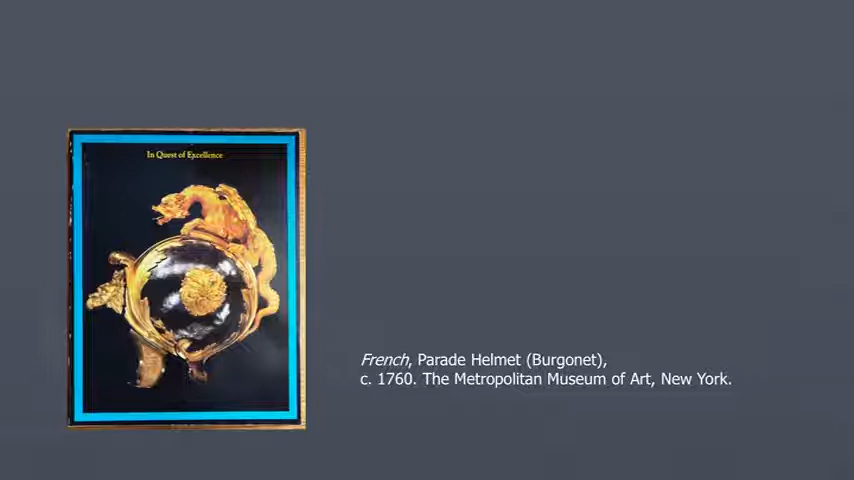 In Quest of Excellence
French, Parade Helmet (Burgonet),
c. 1760. The Metropolitan Museum of Art, New York.